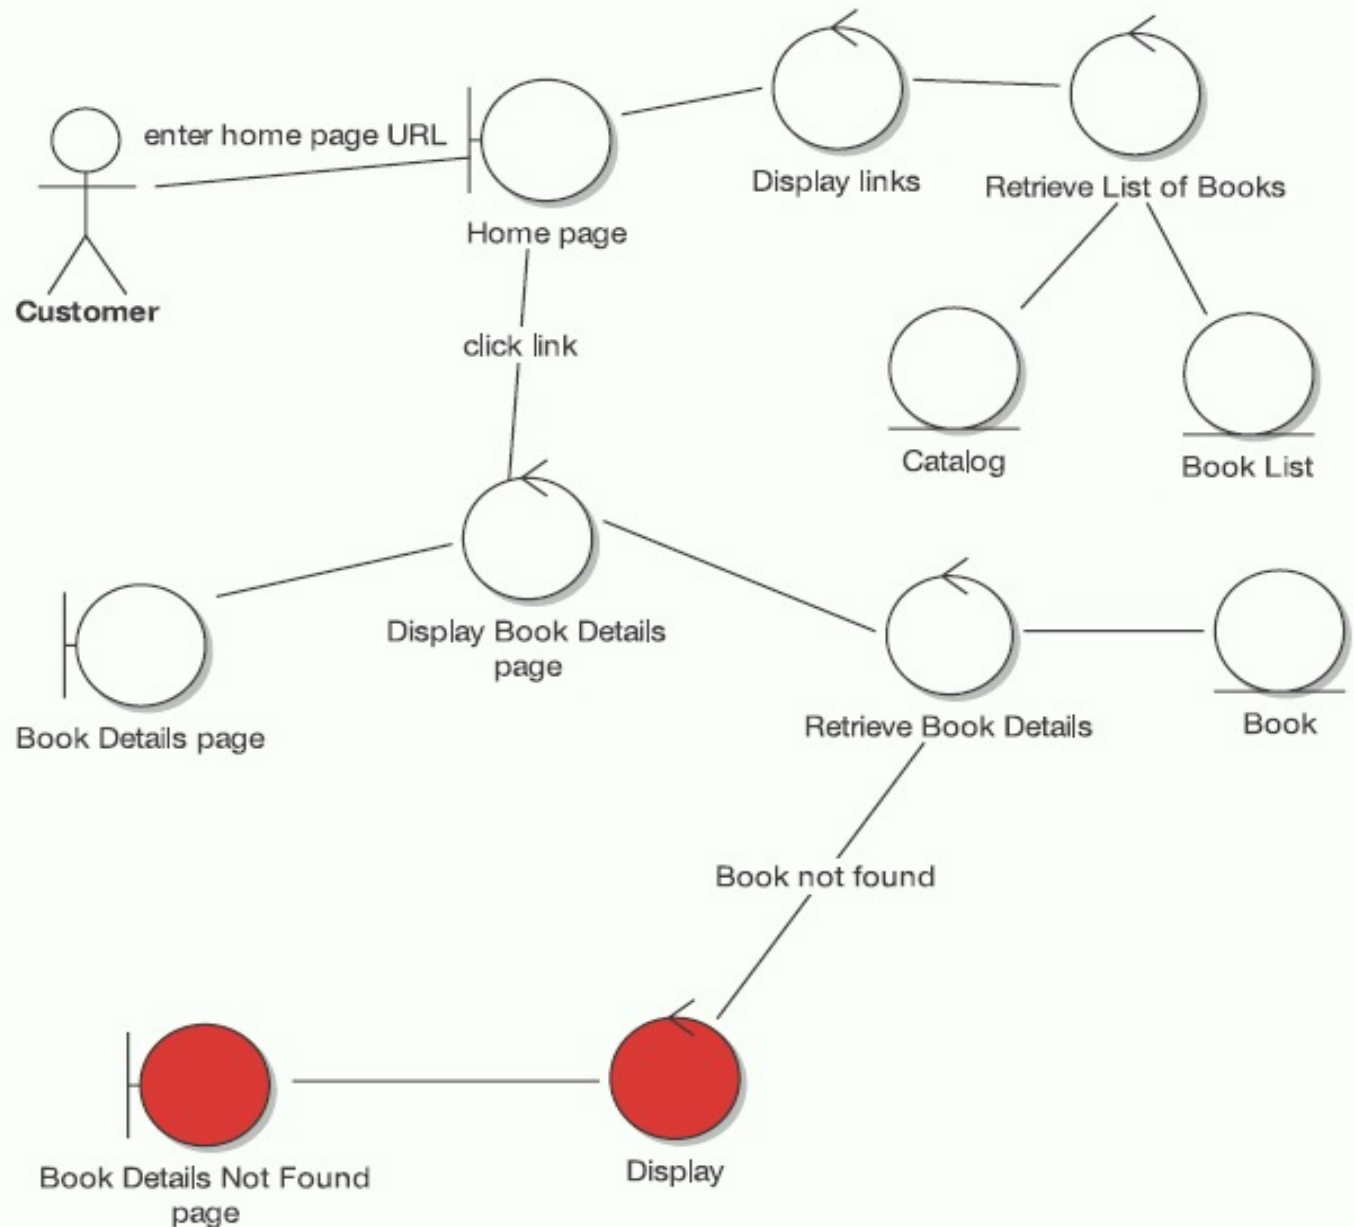 enter home page URL
Customer
Home page
Display links
Retrieve List of Books
click link
Catalog
Book List
Display Book Details
page
Book Details page
Retrieve Book Details
Book
Book not found
Book Details Not Found
page
Display